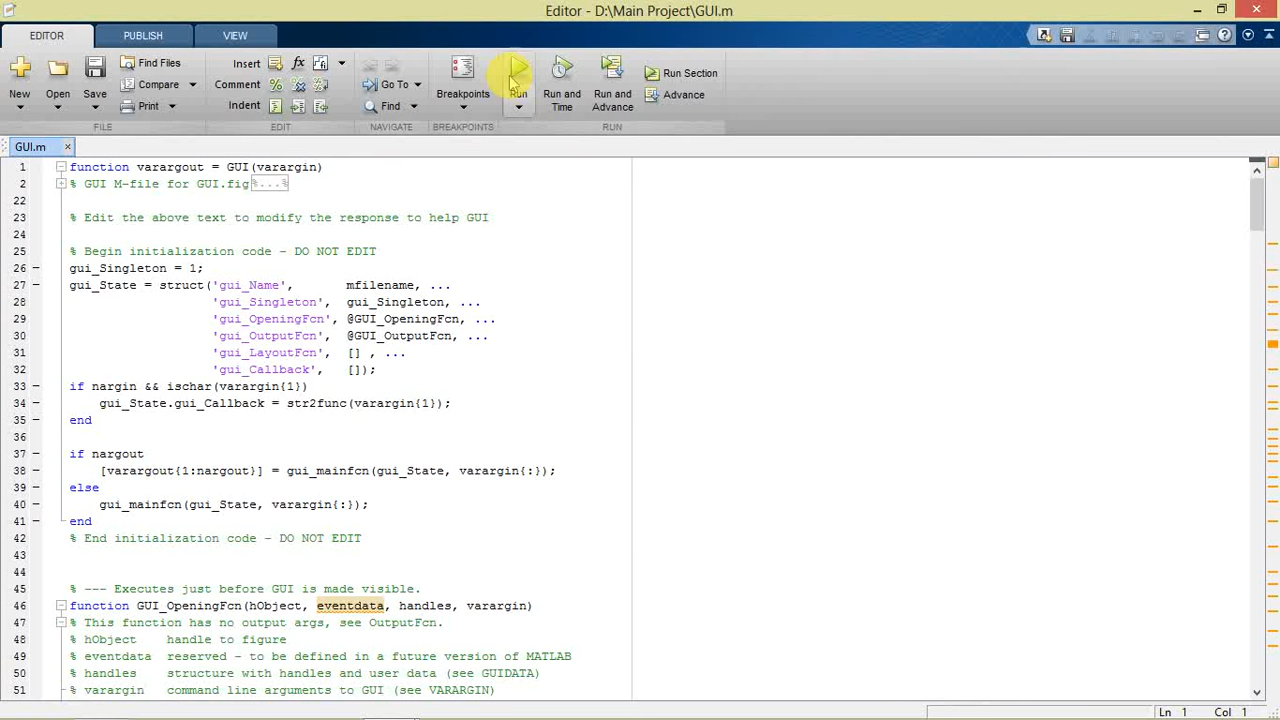 Editor - D:\Main Project\GUI.m
EDITOR PUBLISH VIEW
New Open Save
Find Files
Compare
Print
FILE
Insert fx
Comment
Indent
EDIT
Go To
Find
NAVIGATE
Breakpoints
BREAKPOINTS
Run
Run and Time
Run and Advance
Run Section
Advance
RUN
GUI.m
1 function varargout = GUI(varargin)
2 % GUI M-file for GUI.fig %...%
22
23 % Edit the above text to modify the response to help GUI
24
25 % Begin initialization code - DO NOT EDIT
26 gui_Singleton = 1;
27 gui_State = struct('gui_Name', mfilename, ...
28 'gui_Singleton', gui_Singleton, ...
29 'gui_OpeningFcn', @GUI_OpeningFcn, ...
30 'gui_OutputFcn', @GUI_OutputFcn, ...
31 'gui_LayoutFcn', [] , ...
32 'gui_Callback', []);
33 if nargin && ischar(varargin{1})
34 gui_State.gui_Callback = str2func(varargin{1});
35 end
36
37 if nargout
38 [varargout{1:nargout}] = gui_mainfcn(gui_State, varargin{:});
39 else
40 gui_mainfcn(gui_State, varargin{:});
41 end
42 % End initialization code - DO NOT EDIT
43
44
45 % --- Executes just before GUI is made visible.
46 function GUI_OpeningFcn(hObject, eventdata, handles, varargin)
47 % This function has no output args, see OutputFcn.
48 % hObject handle to figure
49 % eventdata reserved - to be defined in a future version of MATLAB
50 % handles structure with handles and user data (see GUIDATA)
51 % varargin command line arguments to GUI (see VARARGIN)
Ln 1 Col 1